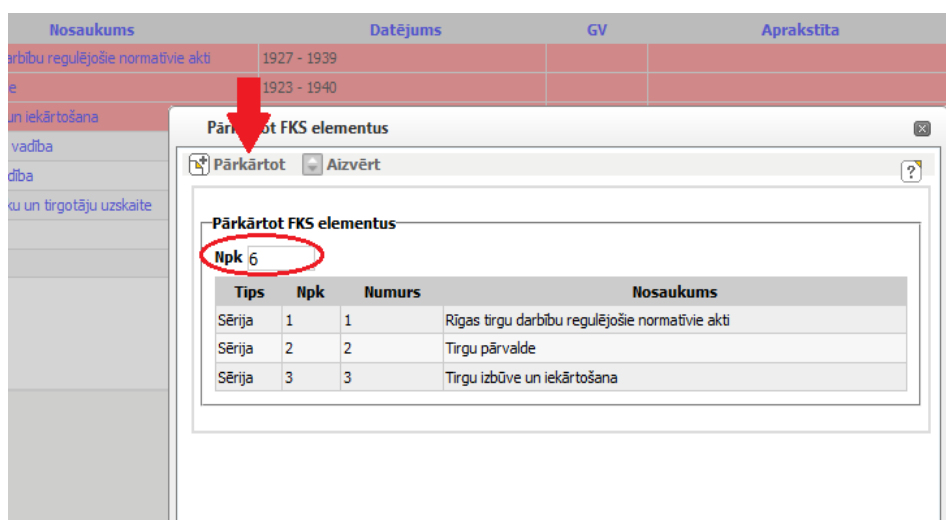 Nosaukums Datējums GV Aprakstīta
arbību regulējošie normatīvie akti 1927 - 1939
e 1923 - 1940
un iekārtošana
Pārkārtot FKS elementus
vadība
Pārkārtot Aizvērt ?
dība
ku un tirgotāju uzskaite
Pārkārtot FKS elementus
Npk 6
Tips Npk Numurs Nosaukums
Sērija 1 1 Rīgas tirgu darbību regulējošie normatīvie akti
Sērija 2 2 Tirgu pārvalde
Sērija 3 3 Tirgu izbūve un iekārtošana